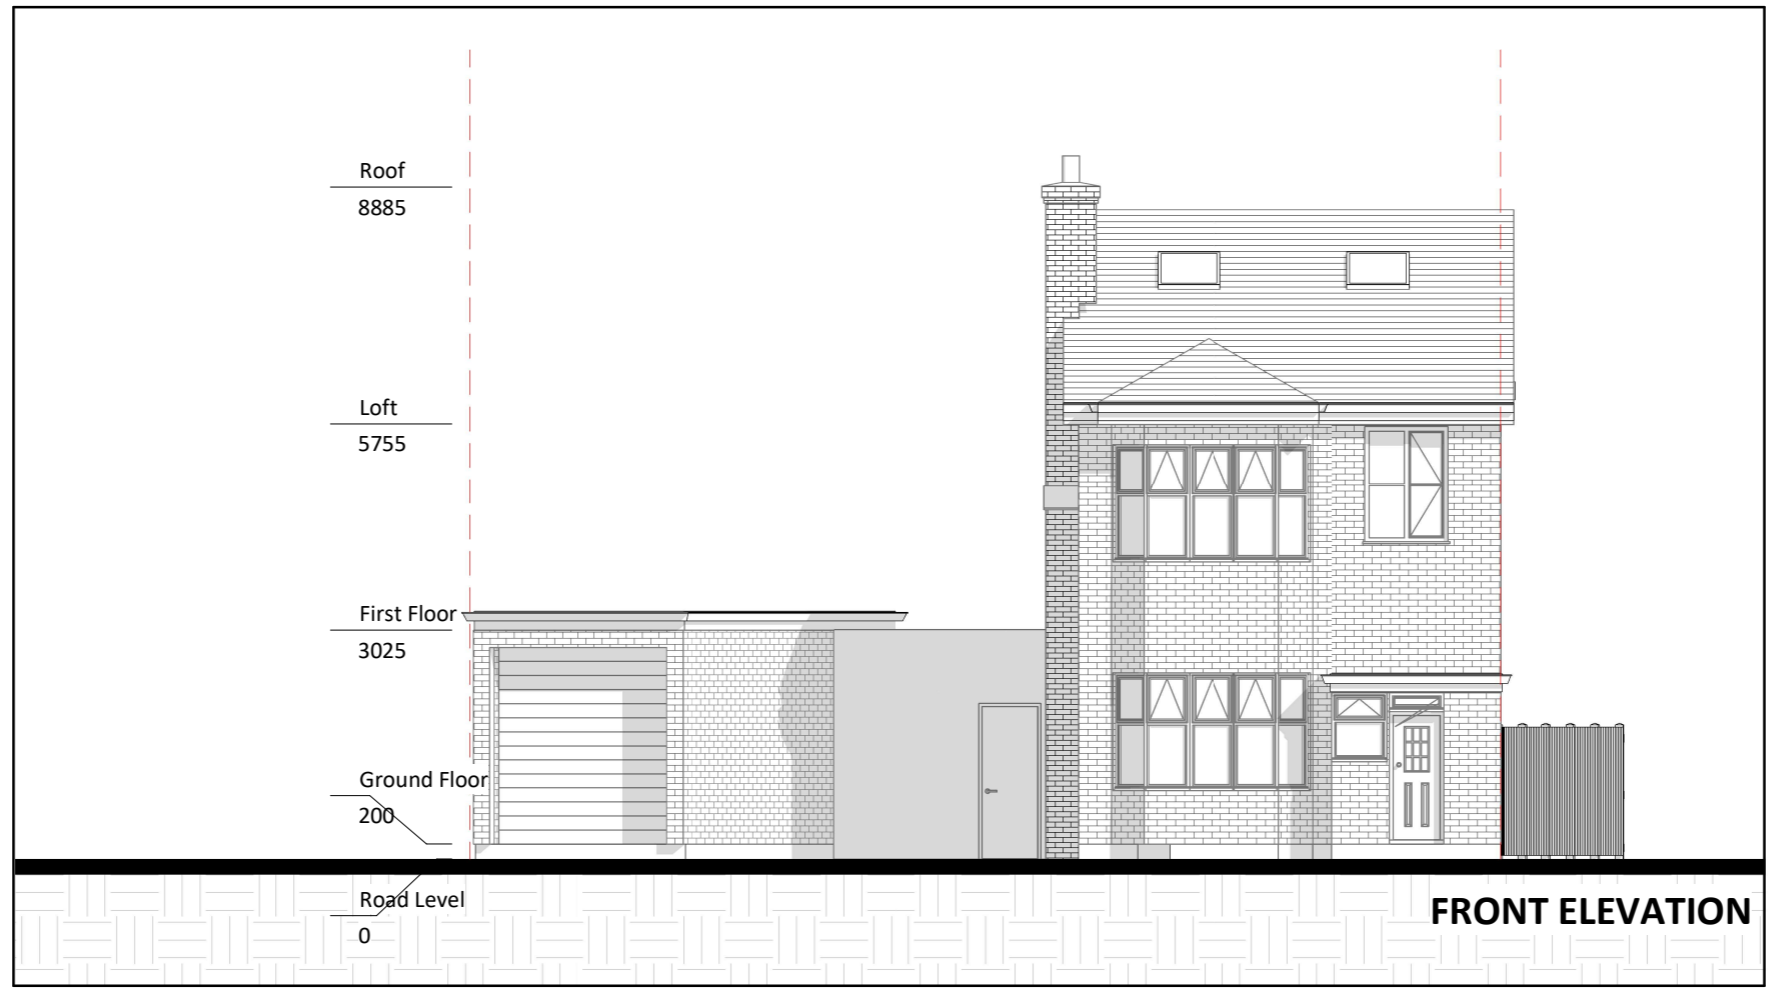 Roof
8885
Loft
5755
First Floor
3025
Ground Floor
200
Road Level
0
FRONT ELEVATION